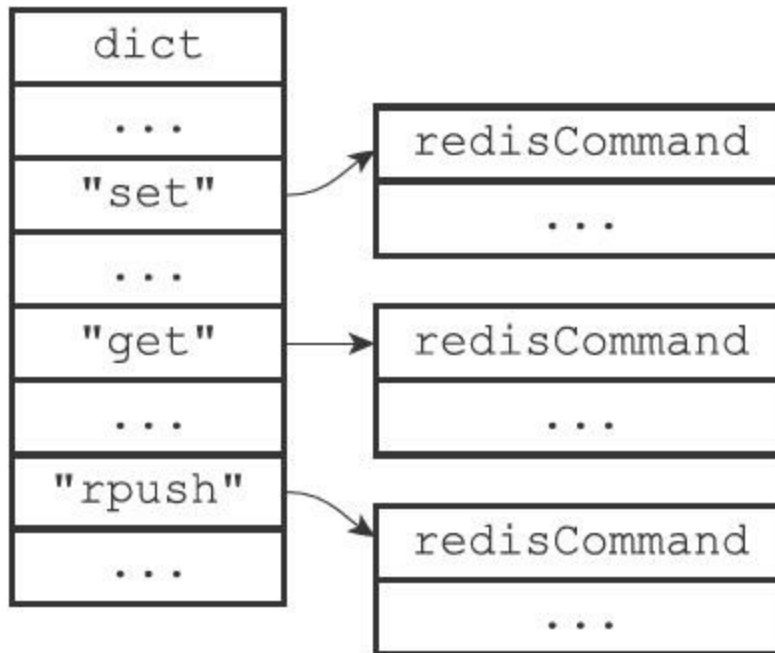 dict
...
"set"
...
"get"
...
"rpush"
...
redisCommand
...
redisCommand
...
redisCommand
...